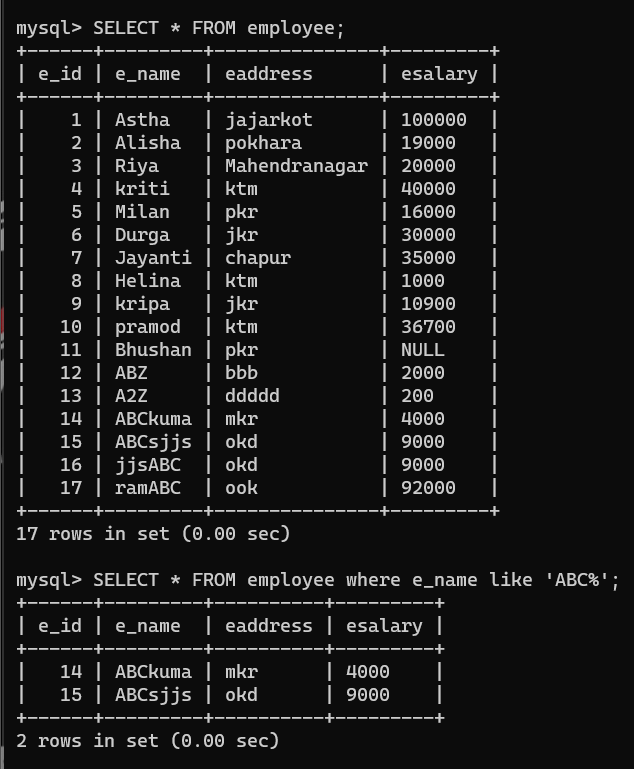 mysql> SELECT * FROM employee;
+------+---------+---------------+---------+
| e_id | e_name  | eaddress      | esalary |
+------+---------+---------------+---------+
|    1 | Astha   | jajarkot      | 100000  |
|    2 | Alisha  | pokhara       | 19000   |
|    3 | Riya    | Mahendranagar | 20000   |
|    4 | kriti   | ktm           | 40000   |
|    5 | Milan   | pkr           | 16000   |
|    6 | Durga   | jkr           | 30000   |
|    7 | Jayanti | chapur        | 35000   |
|    8 | Helina  | ktm           | 1000    |
|    9 | kripa   | jkr           | 10900   |
|   10 | pramod  | ktm           | 36700   |
|   11 | Bhushan | pkr           | NULL    |
|   12 | ABZ     | bbb           | 2000    |
|   13 | A2Z     | ddddd         | 200     |
|   14 | ABCkuma | mkr           | 4000    |
|   15 | ABCsjjs | okd           | 9000    |
|   16 | jjsABC  | okd           | 9000    |
|   17 | ramABC  | ook           | 92000   |
+------+---------+---------------+---------+
17 rows in set (0.00 sec)
mysql> SELECT * FROM employee where e_name like 'ABC%';
+------+---------+----------+---------+
| e_id | e_name  | eaddress | esalary |
+------+---------+----------+---------+
|   14 | ABCkuma | mkr      | 4000    |
|   15 | ABCsjjs | okd      | 9000    |
+------+---------+----------+---------+
2 rows in set (0.00 sec)